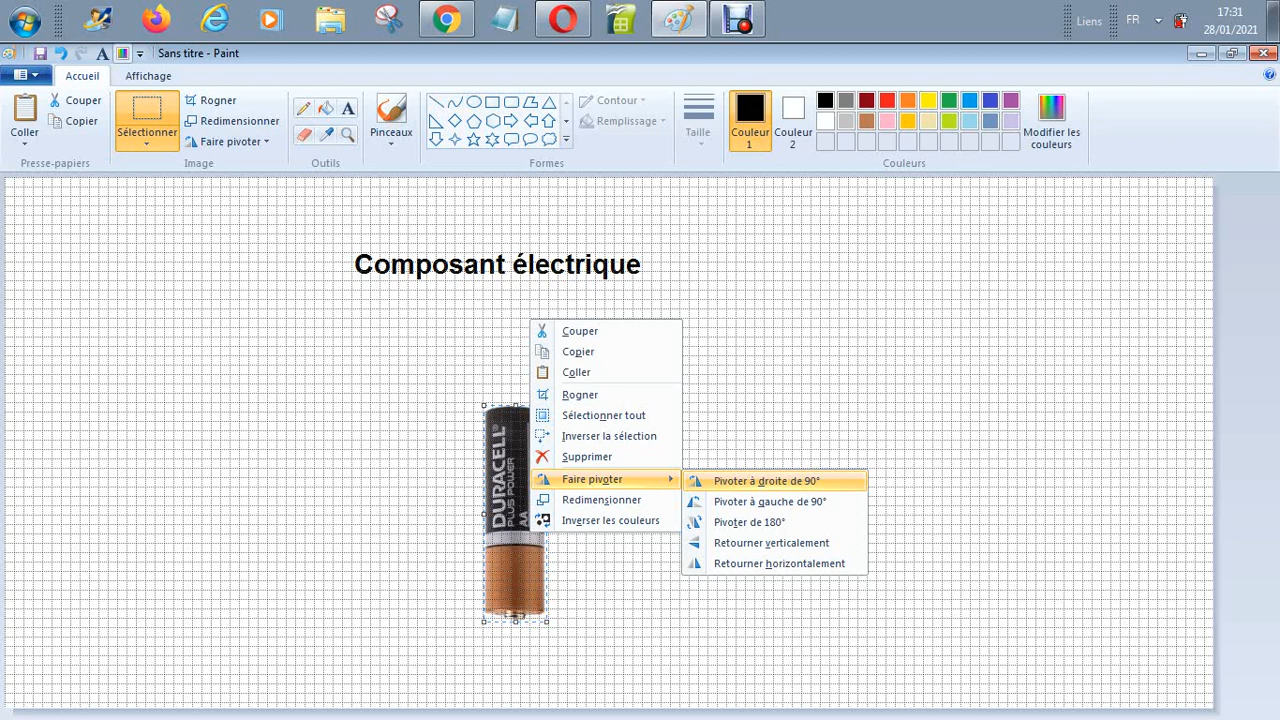 17:31
Liens FR
28/01/2021
Sans titre - Paint
Accueil Affichage
Coller
Couper
Copier
Presse-papiers
Sélectionner
Rogner
Redimensionner
Faire pivoter
Image
A
Outils
Pinceaux
Contour
Remplissage
Formes
Taille
Couleur
1
Couleur
2
Modifier les
couleurs
Couleurs
Composant électrique
Couper
Copier
Coller
Rogner
Sélectionner tout
Inverser la sélection
Supprimer
Faire pivoter
Redimensionner
Inverser les couleurs
Pivoter à droite de 90°
Pivoter à gauche de 90°
Pivoter de 180°
Retourner verticalement
Retourner horizontalement
DURACELL
PLUS POWER
AA